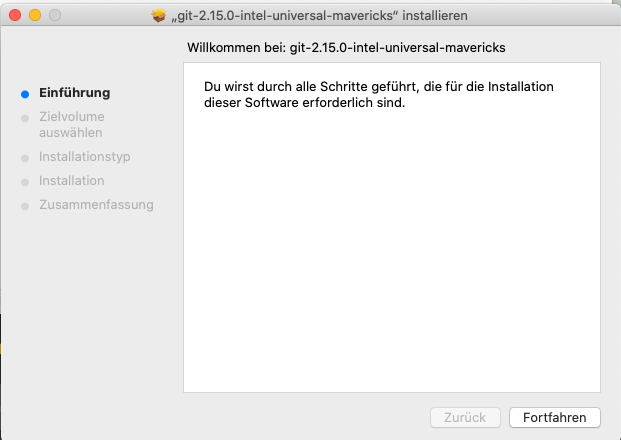 „git-2.15.0-intel-universal-mavericks“ installieren
Willkommen bei: git-2.15.0-intel-universal-mavericks
Einführung
Zielvolume
auswählen
Installationstyp
Installation
Zusammenfassung
Du wirst durch alle Schritte geführt, die für die Installation
dieser Software erforderlich sind.
Zurück
Fortfahren